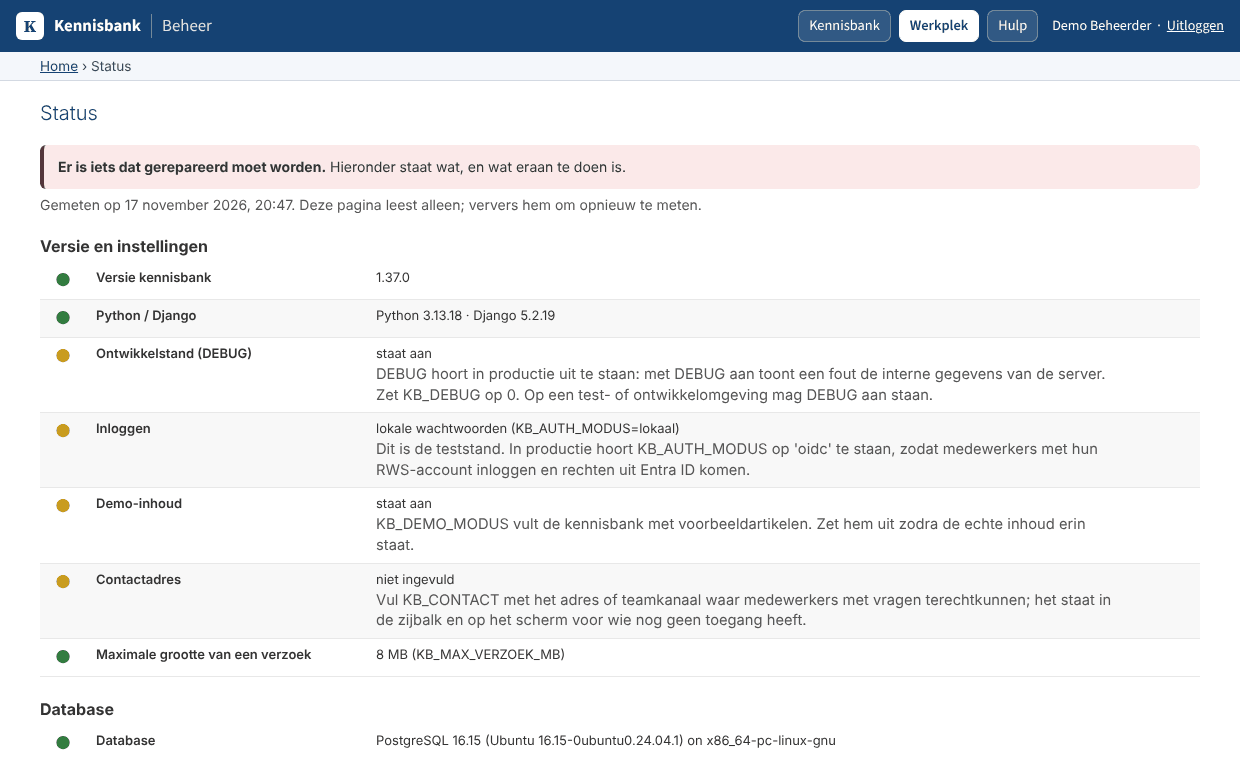 K Kennisbank Beheer Kennisbank Werkplek Hulp Demo Beheerder · Uitloggen
Home › Status
Status
Er is iets dat gerepareerd moet worden. Hieronder staat wat, en wat eraan te doen is.
Gemeten op 17 november 2026, 20:47. Deze pagina leest alleen; ververs hem om opnieuw te meten.
Versie en instellingen
Versie kennisbank 1.37.0
Python / Django Python 3.13.18 · Django 5.2.19
Ontwikkelstand (DEBUG) staat aan
DEBUG hoort in productie uit te staan: met DEBUG aan toont een fout de interne gegevens van de server.
Zet KB_DEBUG op 0. Op een test- of ontwikkelomgeving mag DEBUG aan staan.
Inloggen lokale wachtwoorden (KB_AUTH_MODUS=lokaal)
Dit is de teststand. In productie hoort KB_AUTH_MODUS op 'oidc' te staan, zodat medewerkers met hun
RWS-account inloggen en rechten uit Entra ID komen.
Demo-inhoud staat aan
KB_DEMO_MODUS vult de kennisbank met voorbeeldartikelen. Zet hem uit zodra de echte inhoud erin
staat.
Contactadres niet ingevuld
Vul KB_CONTACT met het adres of teamkanaal waar medewerkers met vragen terechtkunnen; het staat in
de zijbalk en op het scherm voor wie nog geen toegang heeft.
Maximale grootte van een verzoek 8 MB (KB_MAX_VERZOEK_MB)
Database
Database PostgreSQL 16.15 (Ubuntu 16.15-0ubuntu0.24.04.1) on x86_64-pc-linux-gnu